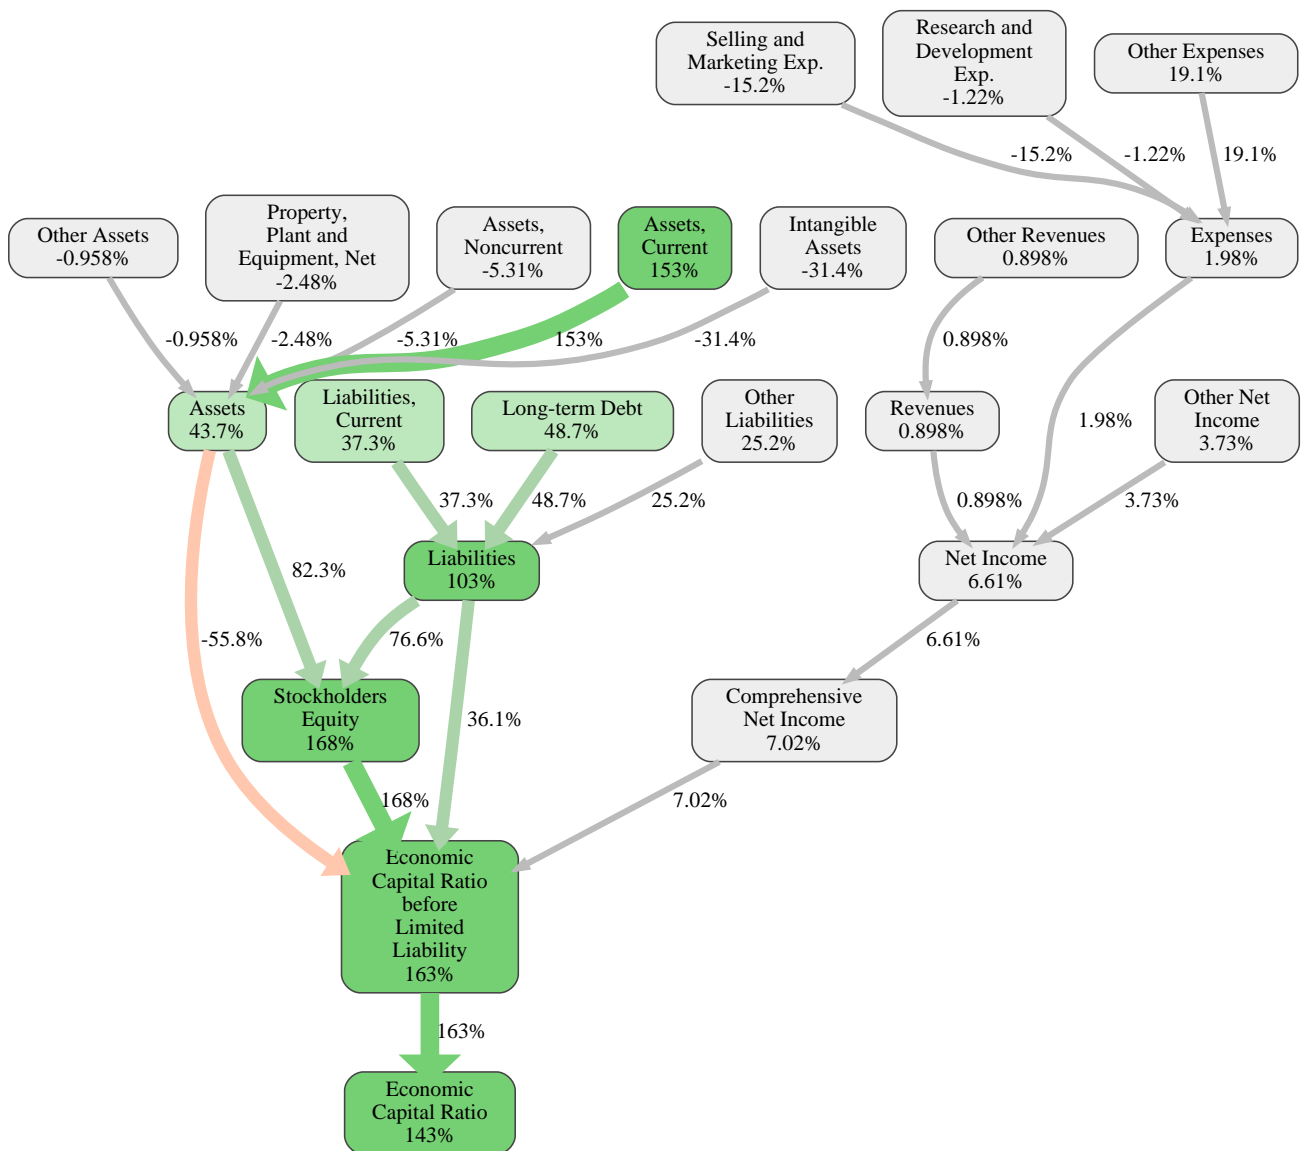 Selling and
Marketing Exp.
-15.2%
Research and
Development
Exp.
-1.22%
Other Expenses
19.1%
-15.2%
-1.22%
19.1%
Other Assets
-0.958%
Property,
Plant and
Equipment, Net
-2.48%
Assets,
Noncurrent
-5.31%
Assets,
Current
153%
Intangible
Assets
-31.4%
Other Revenues
0.898%
Expenses
1.98%
-0.958%
-2.48%
-5.31%
153%
-31.4%
0.898%
1.98%
Assets
43.7%
Liabilities,
Current
37.3%
Long-term Debt
48.7%
Other
Liabilities
25.2%
Revenues
0.898%
Other Net
Income
3.73%
37.3%
48.7%
25.2%
0.898%
3.73%
82.3%
Liabilities
103%
Net Income
6.61%
-55.8%
76.6%
6.61%
Stockholders
Equity
168%
36.1%
Comprehensive
Net Income
7.02%
168%
7.02%
Economic
Capital Ratio
before
Limited
Liability
163%
163%
Economic
Capital Ratio
143%